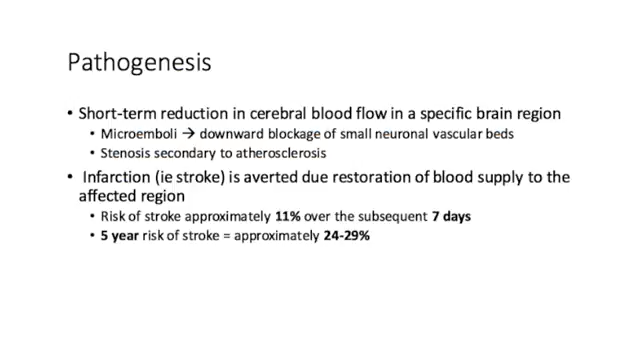 Pathogenesis
• Short-term reduction in cerebral blood flow in a specific brain region
• Microemboli → downward blockage of small neuronal vascular beds
• Stenosis secondary to atherosclerosis
• Infarction (ie stroke) is averted due restoration of blood supply to the
affected region
• Risk of stroke approximately 11% over the subsequent 7 days
• 5 year risk of stroke = approximately 24-29%